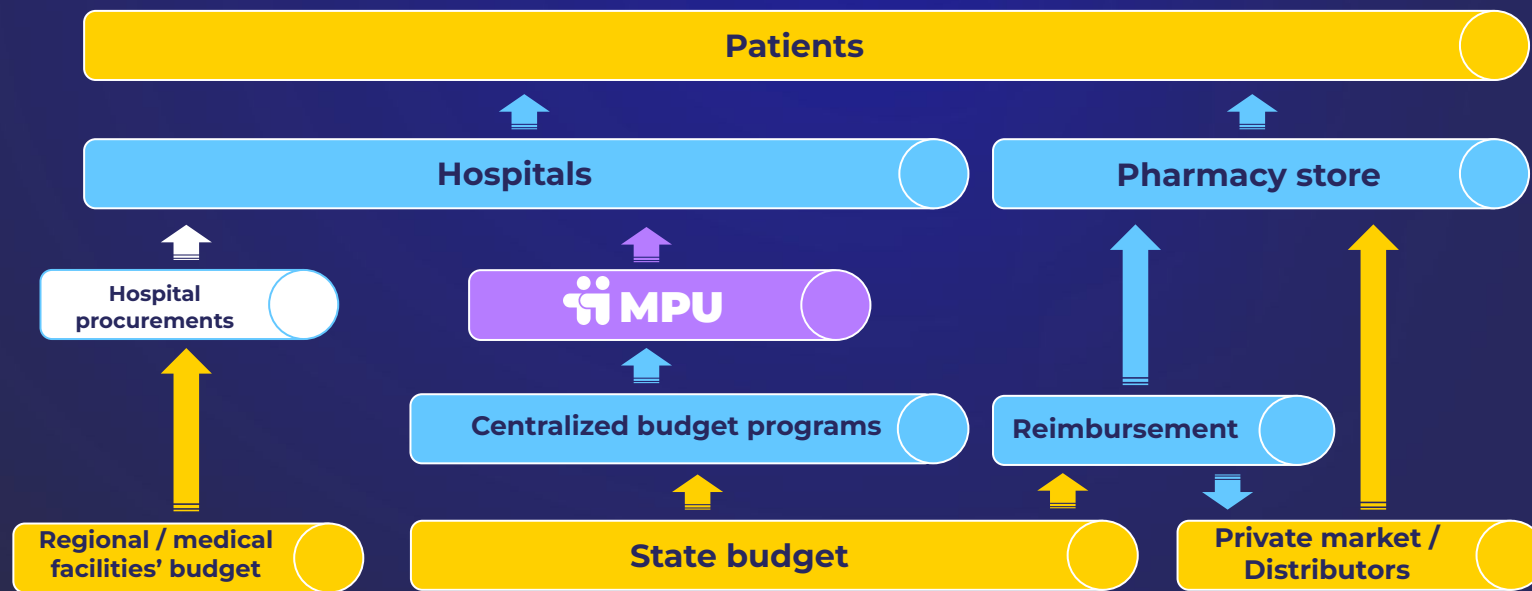 Patients
Hospitals
Pharmacy store
Hospital
procurements
MPU
Centralized budget programs
Reimbursement
Regional / medical
facilities’ budget
State budget
Private market /
Distributors